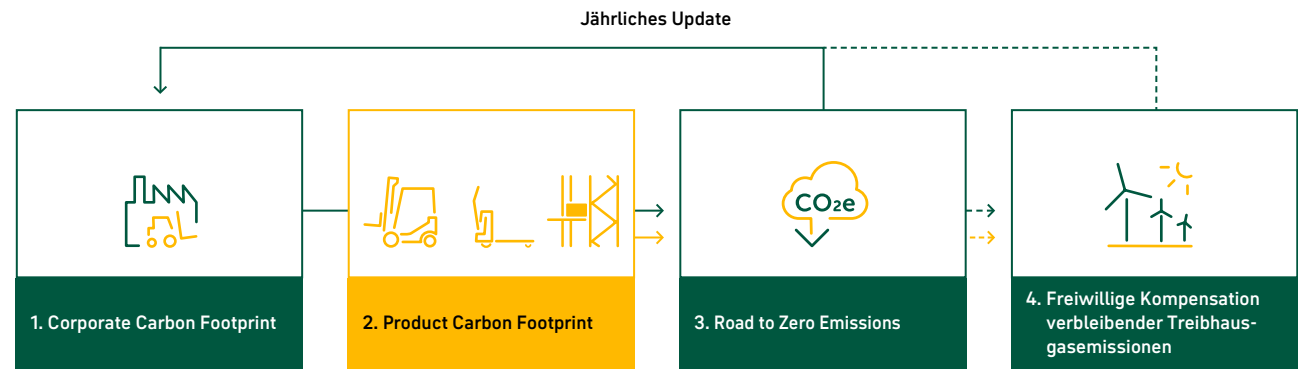 Jährliches Update
CO₂e
1. Corporate Carbon Footprint
2. Product Carbon Footprint
3. Road to Zero Emissions
4. Freiwillige Kompensation
verbleibender Treibhaus-
gasemissionen